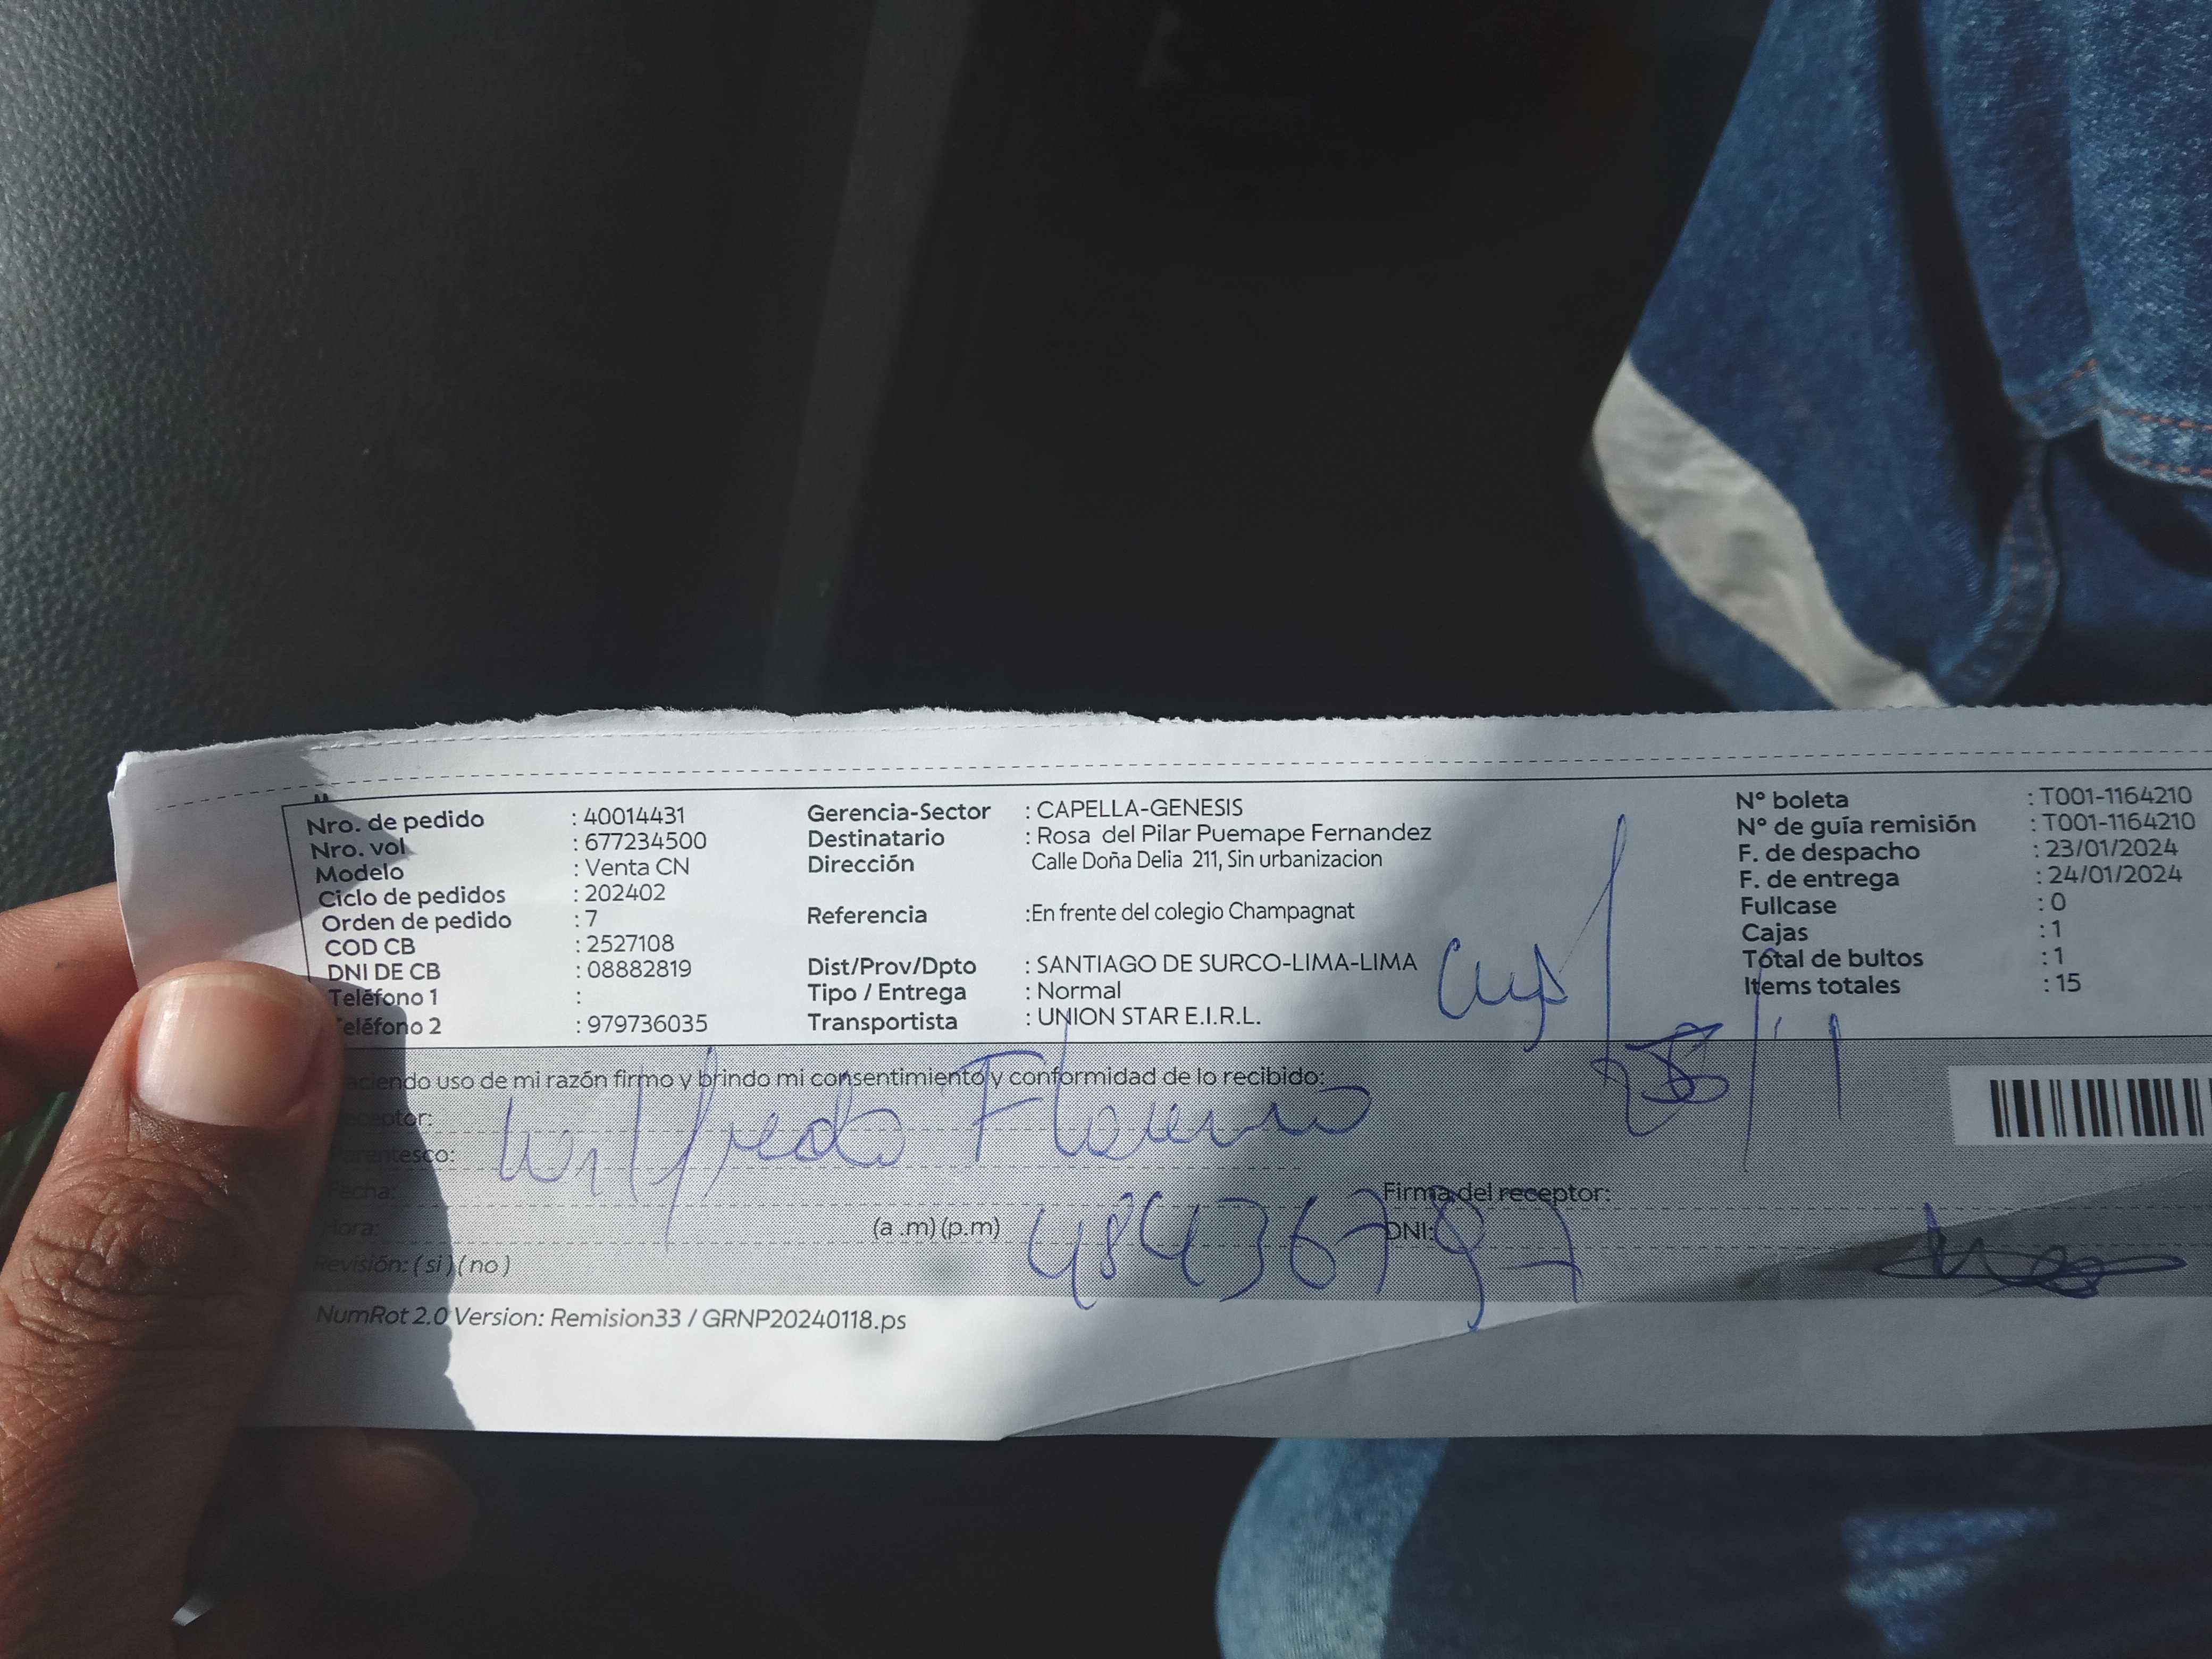 Nro. de pedido : 40014431
Nro. vol : 677234500
Modelo : Venta CN
Ciclo de pedidos : 202402
Orden de pedido : 7
COD CB : 2527108
DNI DE CB : 08882819
Teléfono 1 :
eléfono 2 : 979736035
Gerencia-Sector : CAPELLA-GENESIS
Destinatario : Rosa del Pilar Puemape Fernandez
Dirección Calle Doña Delia 211, Sin urbanizacion
Referencia :En frente del colegio Champagnat
Dist/Prov/Dpto : SANTIAGO DE SURCO-LIMA-LIMA
Tipo / Entrega : Normal
Transportista : UNION STAR E.I.R.L.
N° boleta : T001-1164210
N° de guía remisión : T001-1164210
F. de despacho : 23/01/2024
F. de entrega : 24/01/2024
Fullcase : 0
Cajas : 1
Total de bultos : 1
Items totales : 15
aciendo uso de mi razón firmo y brindo mi consentimiento y conformidad de lo recibido:
eceptor:
Wilfredo
rentesco:
Fecha:
Firma del receptor:
Hora: (a .m) (p.m)
DNI:
Revisión: ( si ) ( no )
NumRot 2.0 Version: Remision33 / GRNP20240118.ps